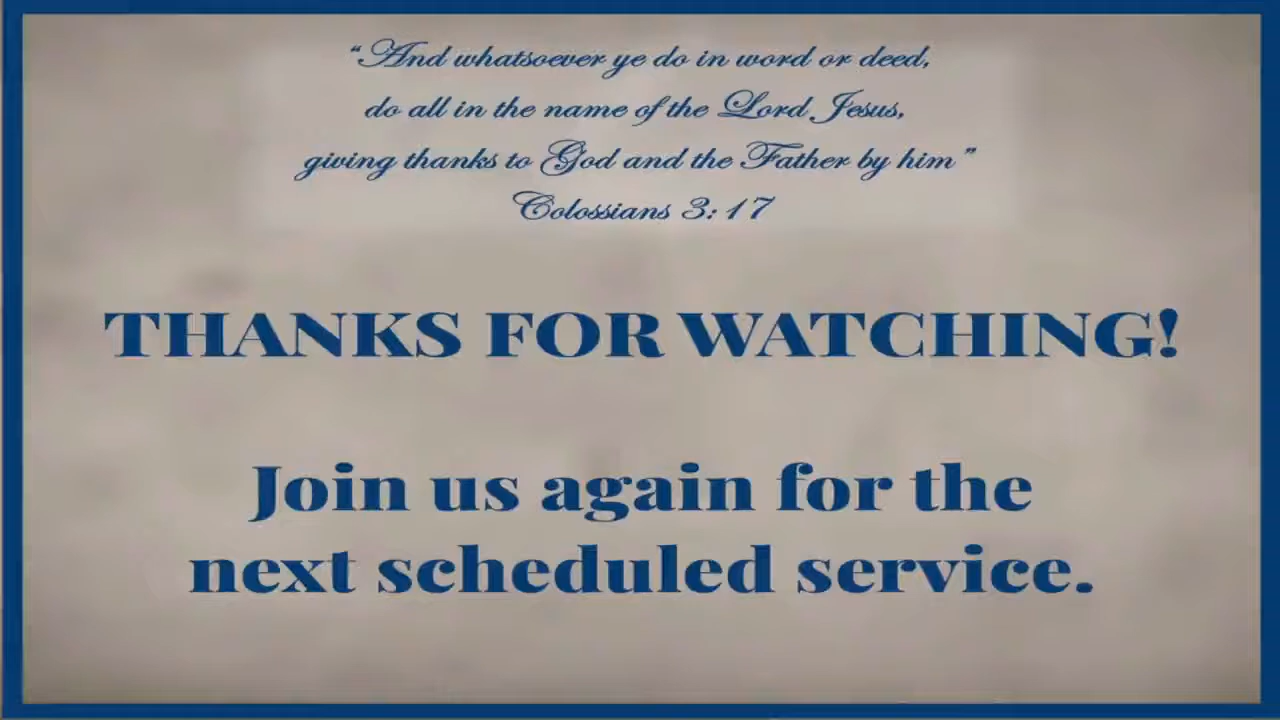 “And whatsoever ye do in word or deed,
do all in the name of the Lord Jesus,
giving thanks to God and the Father by him”
Colossians 3:17
THANKS FOR WATCHING!
Join us again for the
next scheduled service.